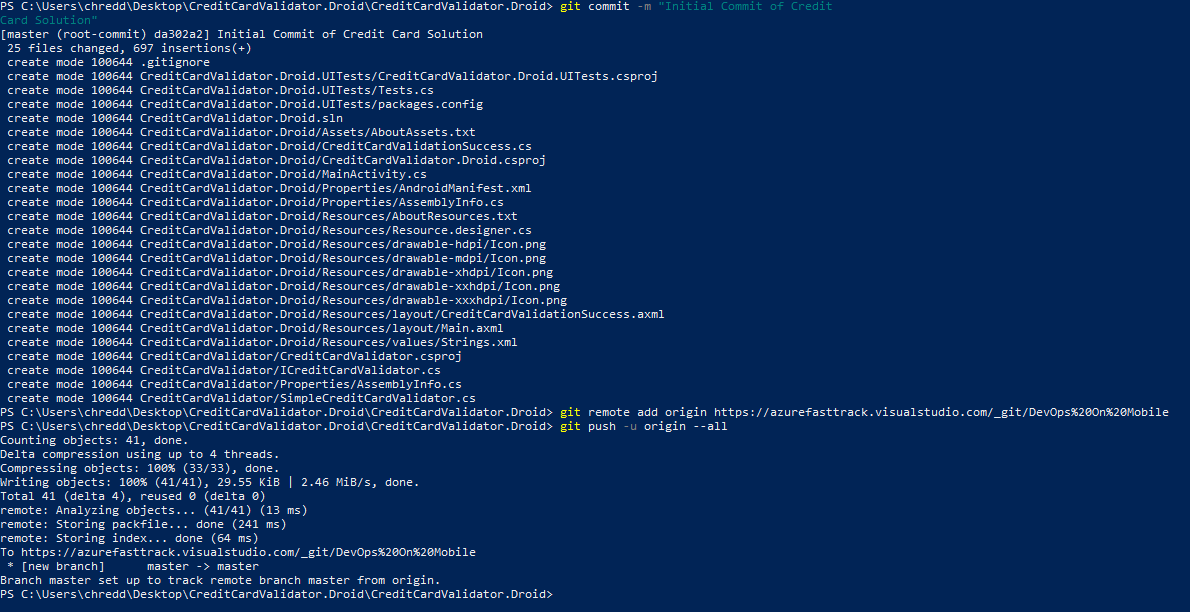 PS C:\Users\chredd\Desktop\CreditCardValidator.Droid\CreditCardValidator.Droid> git commit -m "Initial Commit of Credit
Card Solution"
[master (root-commit) da302a2] Initial Commit of Credit Card Solution
 25 files changed, 697 insertions(+)
 create mode 100644 .gitignore
 create mode 100644 CreditCardValidator.Droid.UITests/CreditCardValidator.Droid.UITests.csproj
 create mode 100644 CreditCardValidator.Droid.UITests/Tests.cs
 create mode 100644 CreditCardValidator.Droid.UITests/packages.config
 create mode 100644 CreditCardValidator.Droid.sln
 create mode 100644 CreditCardValidator.Droid/Assets/AboutAssets.txt
 create mode 100644 CreditCardValidator.Droid/CreditCardValidationSuccess.cs
 create mode 100644 CreditCardValidator.Droid/CreditCardValidator.Droid.csproj
 create mode 100644 CreditCardValidator.Droid/MainActivity.cs
 create mode 100644 CreditCardValidator.Droid/Properties/AndroidManifest.xml
 create mode 100644 CreditCardValidator.Droid/Properties/AssemblyInfo.cs
 create mode 100644 CreditCardValidator.Droid/Resources/AboutResources.txt
 create mode 100644 CreditCardValidator.Droid/Resources/Resource.designer.cs
 create mode 100644 CreditCardValidator.Droid/Resources/drawable-hdpi/Icon.png
 create mode 100644 CreditCardValidator.Droid/Resources/drawable-mdpi/Icon.png
 create mode 100644 CreditCardValidator.Droid/Resources/drawable-xhdpi/Icon.png
 create mode 100644 CreditCardValidator.Droid/Resources/drawable-xxhdpi/Icon.png
 create mode 100644 CreditCardValidator.Droid/Resources/drawable-xxxhdpi/Icon.png
 create mode 100644 CreditCardValidator.Droid/Resources/layout/CreditCardValidationSuccess.axml
 create mode 100644 CreditCardValidator.Droid/Resources/layout/Main.axml
 create mode 100644 CreditCardValidator.Droid/Resources/values/Strings.xml
 create mode 100644 CreditCardValidator/CreditCardValidator.csproj
 create mode 100644 CreditCardValidator/ICreditCardValidator.cs
 create mode 100644 CreditCardValidator/Properties/AssemblyInfo.cs
 create mode 100644 CreditCardValidator/SimpleCreditCardValidator.cs
PS C:\Users\chredd\Desktop\CreditCardValidator.Droid\CreditCardValidator.Droid> git remote add origin https://azurefasttrack.visualstudio.com/_git/DevOps%20On%20Mobile
PS C:\Users\chredd\Desktop\CreditCardValidator.Droid\CreditCardValidator.Droid> git push -u origin --all
Counting objects: 41, done.
Delta compression using up to 4 threads.
Compressing objects: 100% (33/33), done.
Writing objects: 100% (41/41), 29.55 KiB | 2.46 MiB/s, done.
Total 41 (delta 4), reused 0 (delta 0)
remote: Analyzing objects... (41/41) (13 ms)
remote: Storing packfile... done (241 ms)
remote: Storing index... done (64 ms)
To https://azurefasttrack.visualstudio.com/_git/DevOps%20On%20Mobile
 * [new branch]      master -> master
Branch master set up to track remote branch master from origin.
PS C:\Users\chredd\Desktop\CreditCardValidator.Droid\CreditCardValidator.Droid>